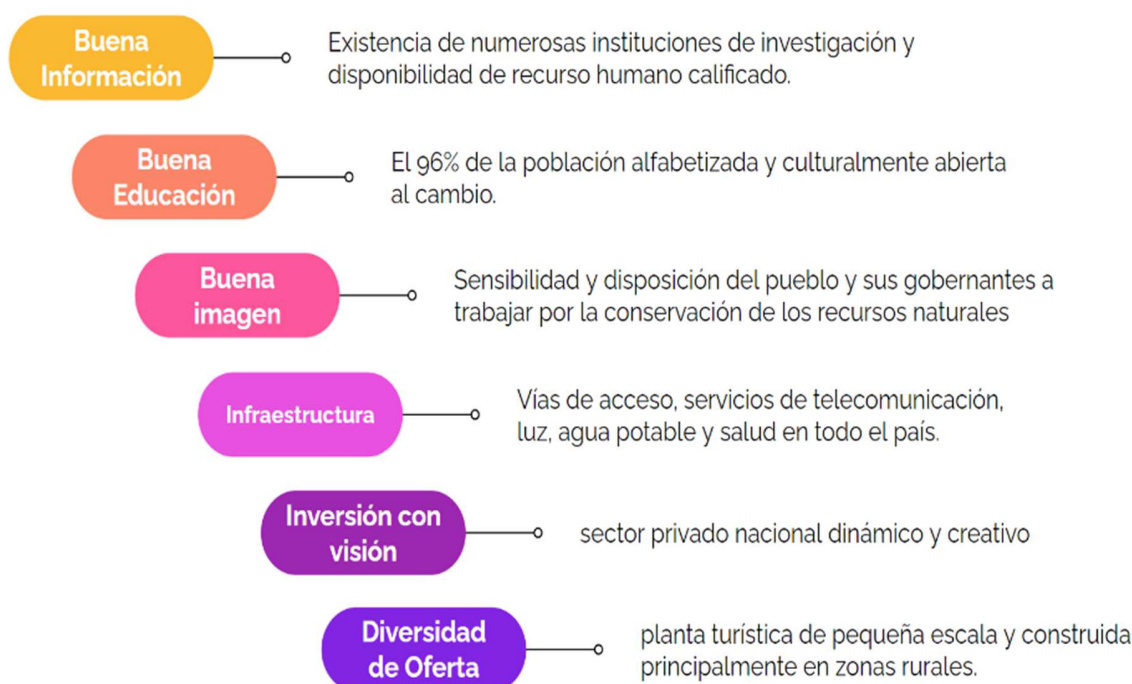 Buena
Información
Existencia de numerosas instituciones de investigación y
disponibilidad de recurso humano calificado.
Buena
Educación
El 96% de la población alfabetizada y culturalmente abierta
al cambio.
Buena
imagen
Sensibilidad y disposición del pueblo y sus gobernantes a
trabajar por la conservación de los recursos naturales
Infraestructura
Vías de acceso, servicios de telecomunicación,
luz, agua potable y salud en todo el país.
Inversión con
visión
sector privado nacional dinámico y creativo
Diversidad
de Oferta
planta turística de pequeña escala y construida
principalmente en zonas rurales.